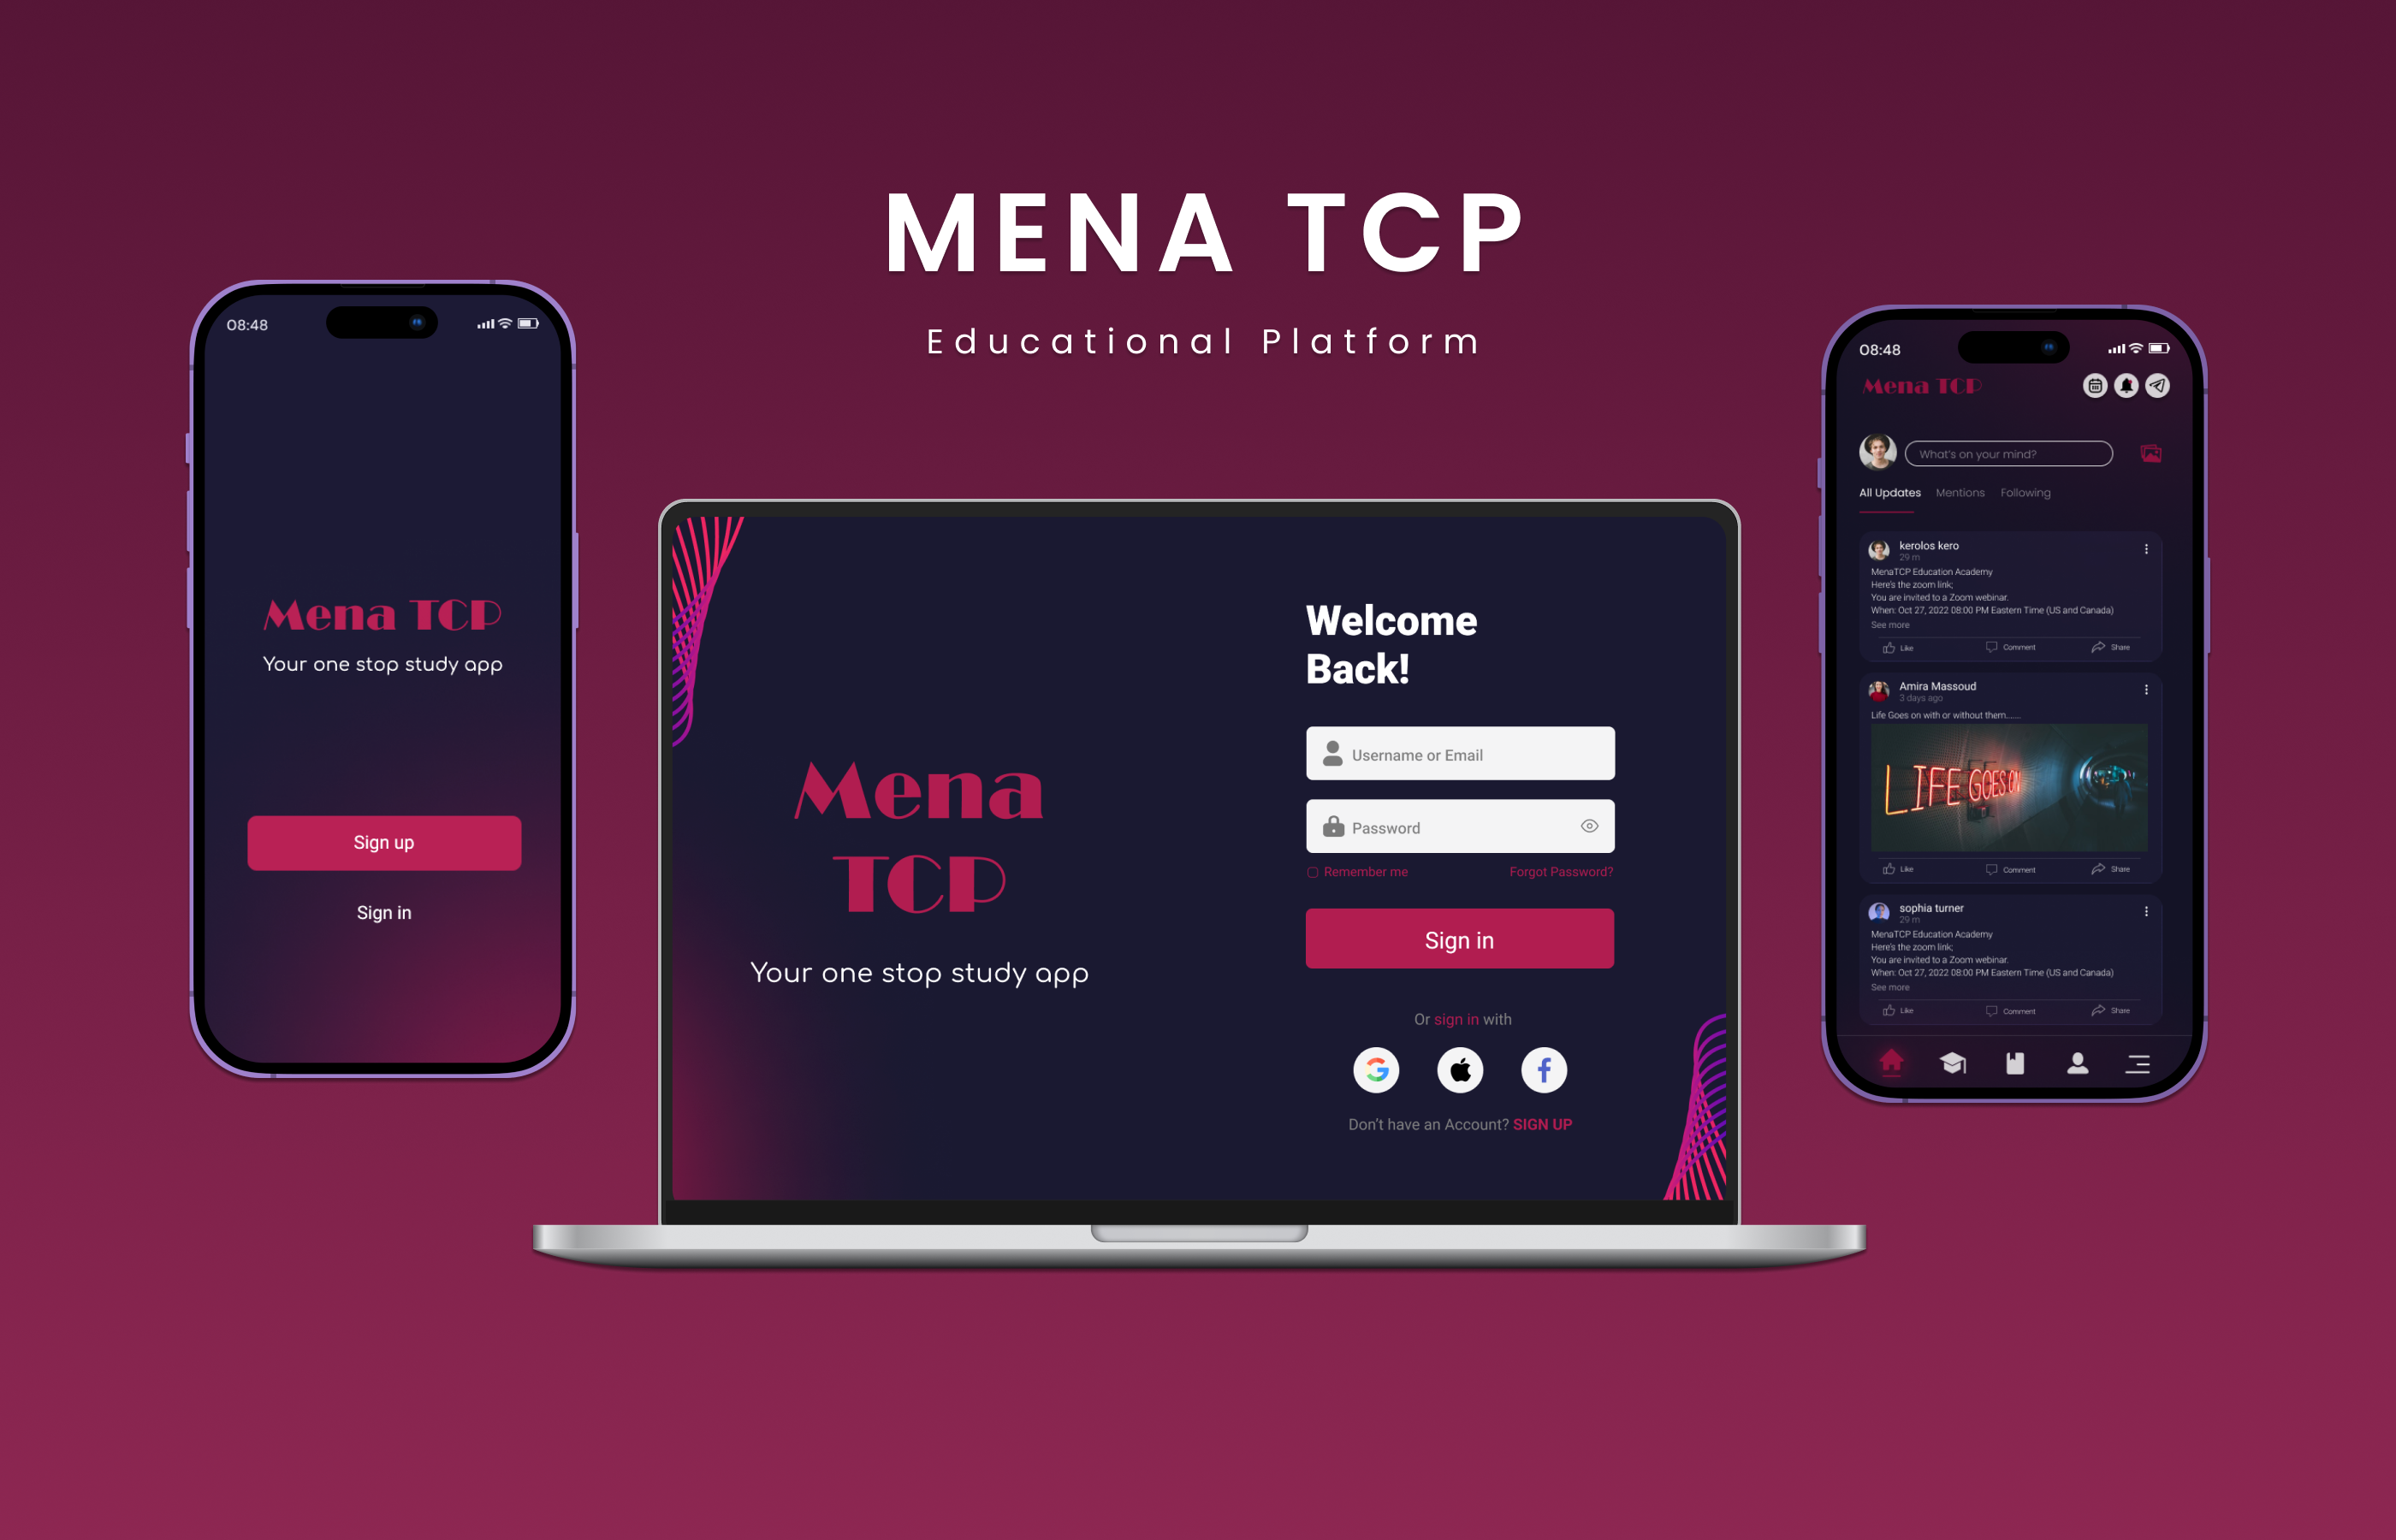 MENA TCP
Educational Platform
08:48
Mena TCP
Your one stop study app
Sign up
Sign in
Mena
TCP
Your one stop study app
Welcome
Back!
Username or Email
Password
Remember me
Forgot Password?
Sign in
Or sign in with
Don't have an Account? SIGN UP
08:48
Mena TCP
What's on your mind?
All Updates Mentions Following
kerolos kero
29 m
MenaTCP Education Academy
Here's the zoom link;
You are invited to a Zoom webinar.
When: Oct 27, 2022 08:00 PM Eastern Time (US and Canada)
See more
Like Comment Share
Amira Massoud
3 days ago
Life Goes on with or without them.......
LIFE GOES ON
Like Comment Share
sophia turner
29 m
MenaTCP Education Academy
Here's the zoom link;
You are invited to a Zoom webinar.
When: Oct 27, 2022 08:00 PM Eastern Time (US and Canada)
See more
Like Comment Share